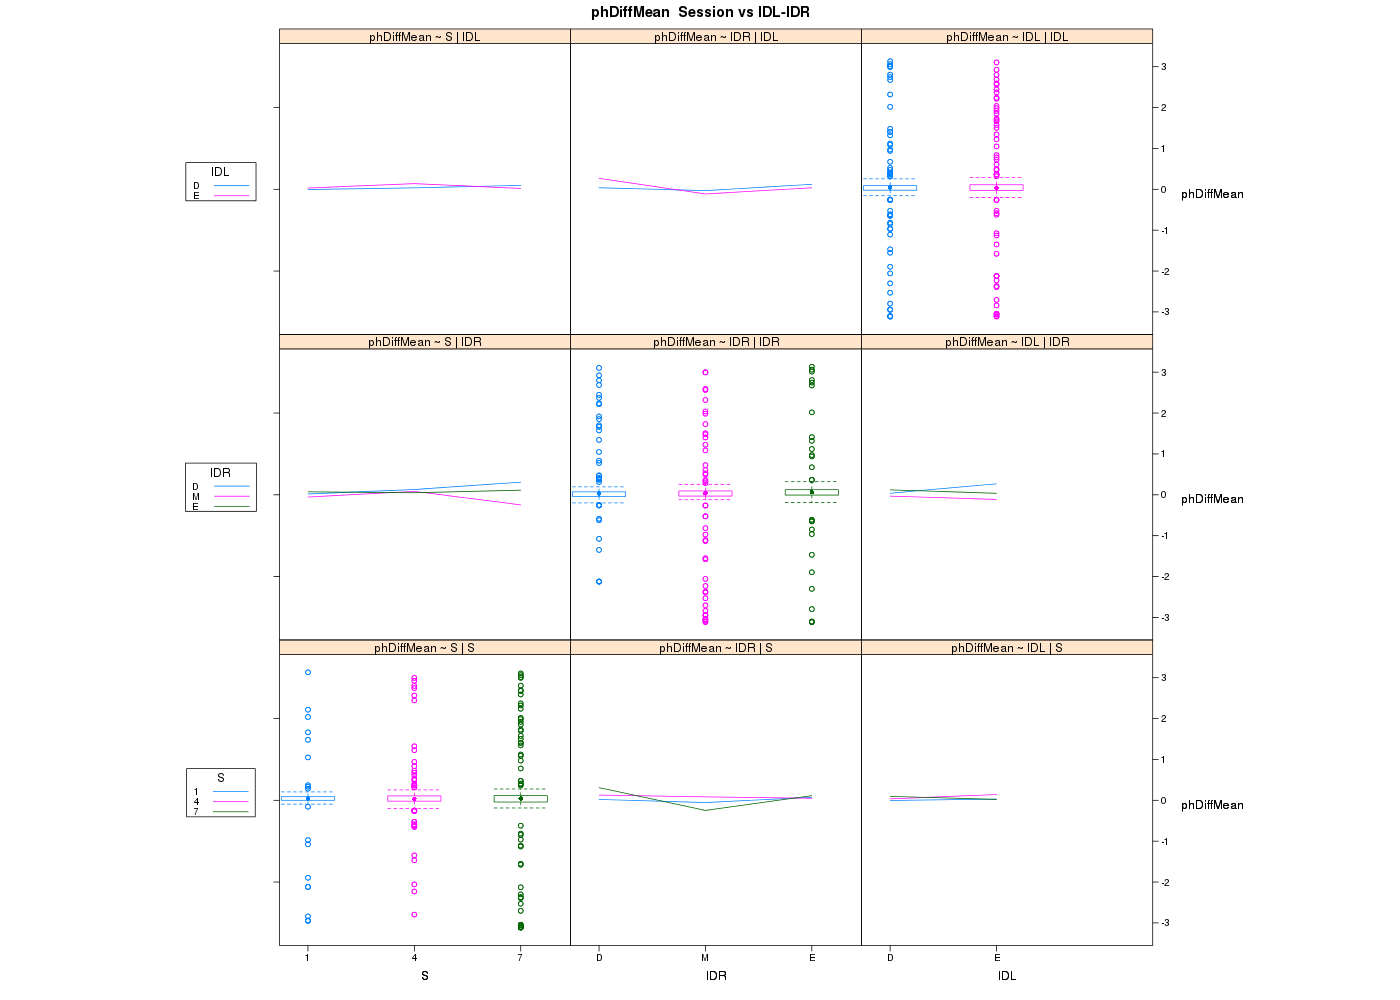 phDiffMean  Session vs IDL-IDR
phDiffMean ~ S | IDL
phDiffMean ~ IDR | IDL
phDiffMean ~ IDL | IDL
IDL
D
E
3
2
1
0
-1
-2
-3
phDiffMean
phDiffMean ~ S | IDR
phDiffMean ~ IDR | IDR
phDiffMean ~ IDL | IDR
IDR
D
M
E
3
2
1
0
-1
-2
-3
phDiffMean
phDiffMean ~ S | S
phDiffMean ~ IDR | S
phDiffMean ~ IDL | S
S
1
4
7
3
2
1
0
-1
-2
-3
phDiffMean
1 4 7
D M E
D E
S
IDR
IDL